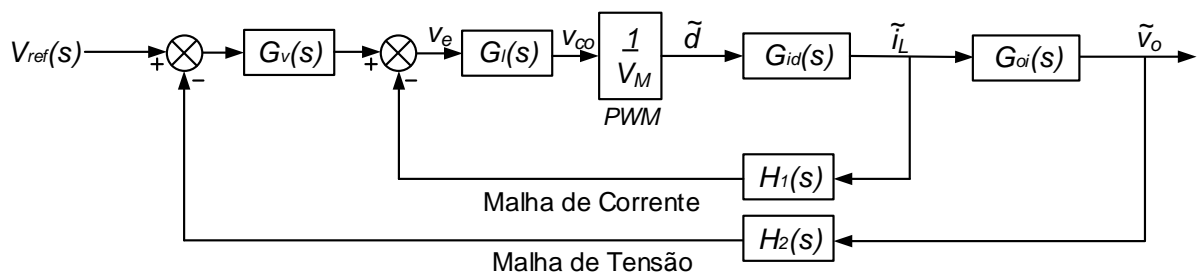 Vref(s)
+
−
Gv(s)
+
−
ve
Gl(s)
vco
1
VM
PWM
d̃
Gid(s)
ĩL
Goi(s)
ṽo
H1(s)
Malha de Corrente
H2(s)
Malha de Tensão